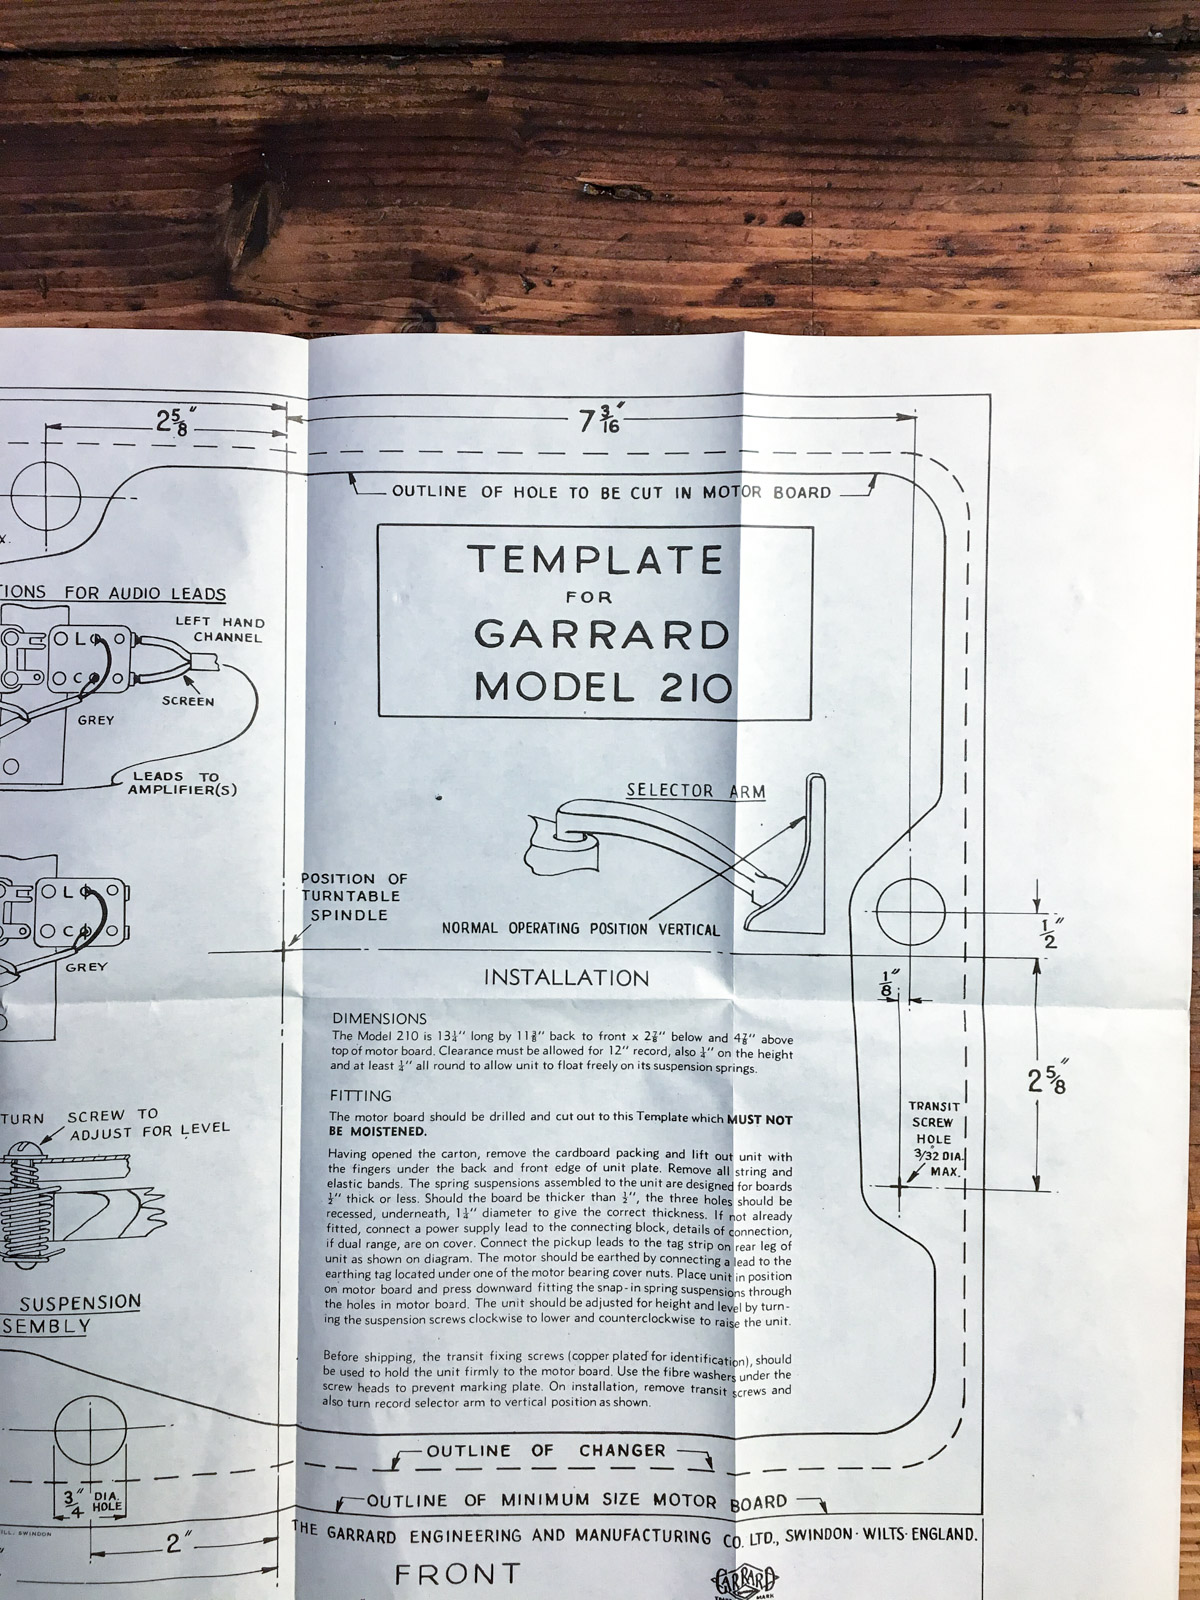 2 5/8"
7 3/16"
OUTLINE OF HOLE TO BE CUT IN MOTOR BOARD
X.
TEMPLATE
FOR
GARRARD
MODEL 210
TIONS FOR AUDIO LEADS
LEFT HAND
CHANNEL
L
C
SCREEN
GREY
LEADS TO
AMPLIFIER(S)
SELECTOR ARM
POSITION OF
TURNTABLE
SPINDLE
NORMAL OPERATING POSITION VERTICAL
L
C
GREY
1/2"
1/8"
2 5/8"
TRANSIT
SCREW
HOLE
3/32 DIA.
MAX.
INSTALLATION
DIMENSIONS
The Model 210 is 13¼" long by 11⅜" back to front x 2⅞" below and 4⅞" above
top of motor board. Clearance must be allowed for 12" record, also ¼" on the height
and at least ¼" all round to allow unit to float freely on its suspension springs.
FITTING
The motor board should be drilled and cut out to this Template which MUST NOT
BE MOISTENED.
Having opened the carton, remove the cardboard packing and lift out unit with
the fingers under the back and front edge of unit plate. Remove all string and
elastic bands. The spring suspensions assembled to the unit are designed for boards
½" thick or less. Should the board be thicker than ½", the three holes should be
recessed, underneath, 1¼" diameter to give the correct thickness. If not already
fitted, connect a power supply lead to the connecting block, details of connection,
if dual range, are on cover. Connect the pickup leads to the tag strip on rear leg of
unit as shown on diagram. The motor should be earthed by connecting a lead to the
earthing tag located under one of the motor bearing cover nuts. Place unit in position
on motor board and press downward fitting the snap-in spring suspensions through
the holes in motor board. The unit should be adjusted for height and level by turn-
ing the suspension screws clockwise to lower and counterclockwise to raise the unit.
Before shipping, the transit fixing screws (copper plated for identification), should
be used to hold the unit firmly to the motor board. Use the fibre washers under the
screw heads to prevent marking plate. On installation, remove transit screws and
also turn record selector arm to vertical position as shown.
TURN SCREW TO
ADJUST FOR LEVEL
SUSPENSION
SEMBLY
3/4" DIA.
HOLE
2"
OUTLINE OF CHANGER
OUTLINE OF MINIMUM SIZE MOTOR BOARD
ILL. SWINDON
THE GARRARD ENGINEERING AND MANUFACTURING CO. LTD., SWINDON · WILTS · ENGLAND.
FRONT
GARRARD